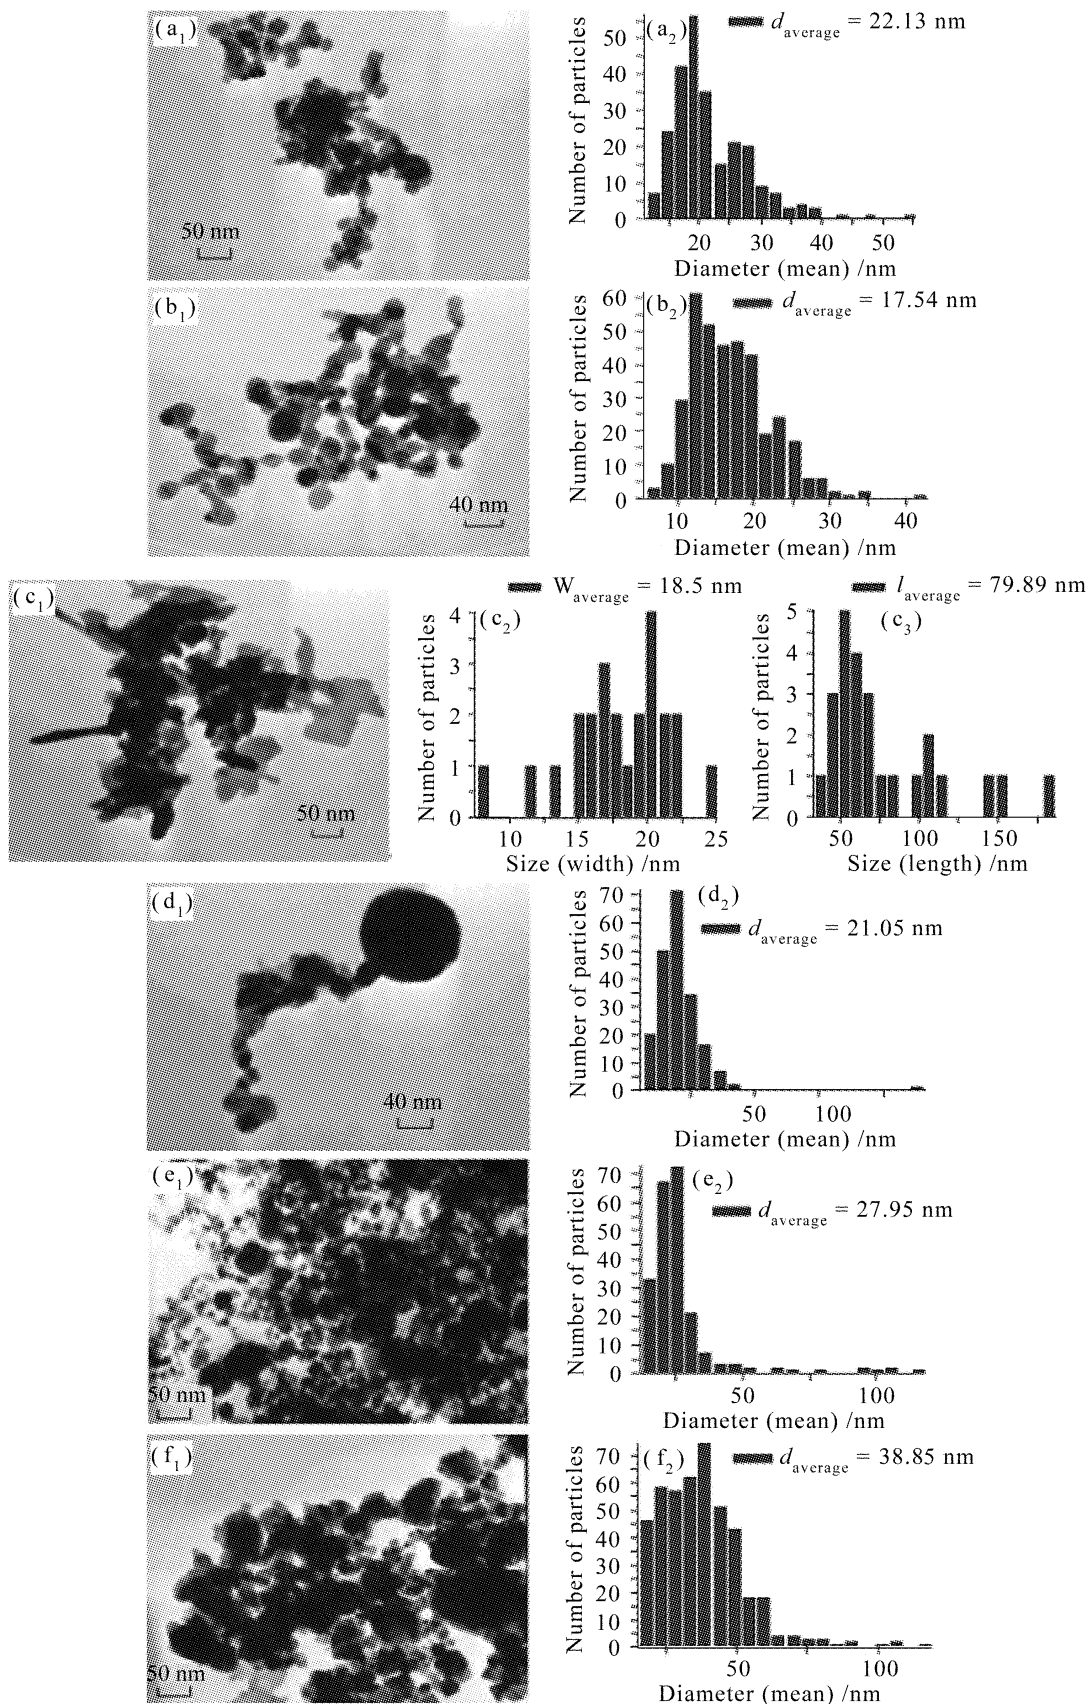 (a₁)
50 nm
(a₂)
d average = 22.13 nm
Number of particles
50
40
30
20
10
0
20 30 40 50
Diameter (mean) /nm
(b₁)
40 nm
(b₂)
d average = 17.54 nm
Number of particles
60
50
40
30
20
10
0
10 20 30 40
Diameter (mean) /nm
(c₁)
50 nm
W average = 18.5 nm
(c₂)
Number of particles
4
3
2
1
0
10 15 20 25
Size (width) /nm
l average = 79.89 nm
(c₃)
Number of particles
5
4
3
2
1
0
50 100 150
Size (length) /nm
(d₁)
40 nm
(d₂)
d average = 21.05 nm
Number of particles
70
60
50
40
30
20
10
0
50 100
Diameter (mean) /nm
(e₁)
50 nm
(e₂)
d average = 27.95 nm
Number of particles
70
60
50
40
30
20
10
0
50 100
Diameter (mean) /nm
(f₁)
50 nm
(f₂)
d average = 38.85 nm
Number of particles
70
60
50
40
30
20
10
0
50 100
Diameter (mean) /nm